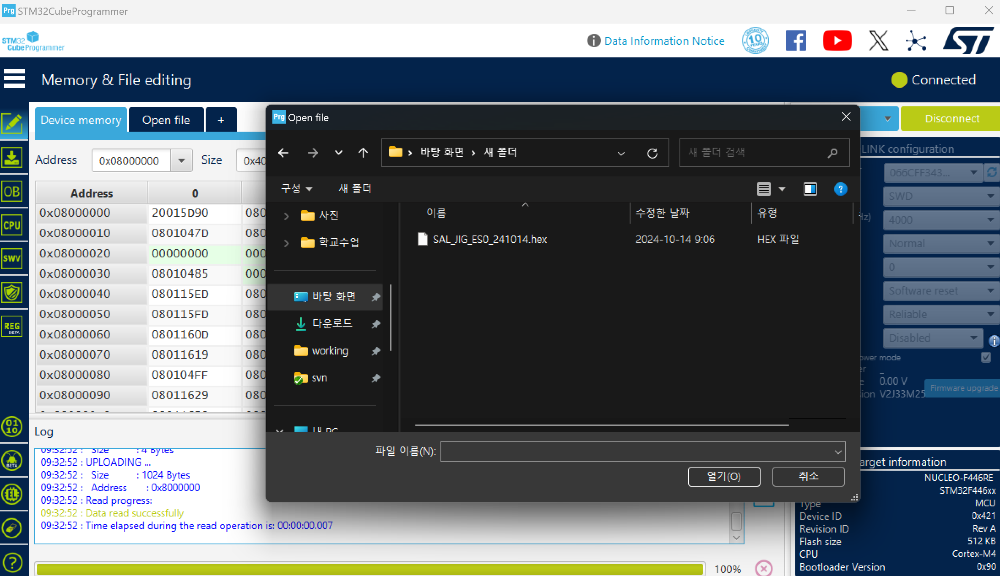 Prg STM32CubeProgrammer
STM32
CubeProgrammer
Data Information Notice
10 YEARS
Memory & File editing
Connected
Device memory
Open file
+
Disconnect
Address
0x08000000
Size
0x40
Address 0
0x08000000 20015D90 080
0x08000010 0801047D 080
0x08000020 00000000 000
0x08000030 08010485 000
0x08000040 080115ED 080
0x08000050 080115FD 080
0x08000060 0801160D 080
0x08000070 08011619 080
0x08000080 080104FF 080
0x08000090 08011629 080
OB
CPU
SWV
REG
BETA
01
10
BETA
EL
?
Prg Open file
바탕 화면 › 새 폴더
새 폴더 검색
구성
새 폴더
사진
학교수업
바탕 화면
다운로드
working
svn
내 PC
이름 수정한 날짜 유형
SAL_JIG_ES0_241014.hex 2024-10-14 9:06 HEX 파일
파일 이름(N):
열기(O)
취소
-LINK configuration
066CFF343...
SWD
Hz) 4000
Normal
0
Software reset
Reliable
Disabled
ower mode
er _
e 0.00 V
ion V2J33M25
Firmware upgrade
Log
09:32:52 : Size : 4 Bytes
09:32:52 : UPLOADING ...
09:32:52 : Size : 1024 Bytes
09:32:52 : Address : 0x8000000
09:32:52 : Read progress:
09:32:52 : Data read successfully
09:32:52 : Time elapsed during the read operation is: 00:00:00.007
100%
arget information
NUCLEO-F446RE
STM32F446xx
Type MCU
Device ID 0x421
Revision ID Rev A
Flash size 512 KB
CPU Cortex-M4
Bootloader Version 0x90